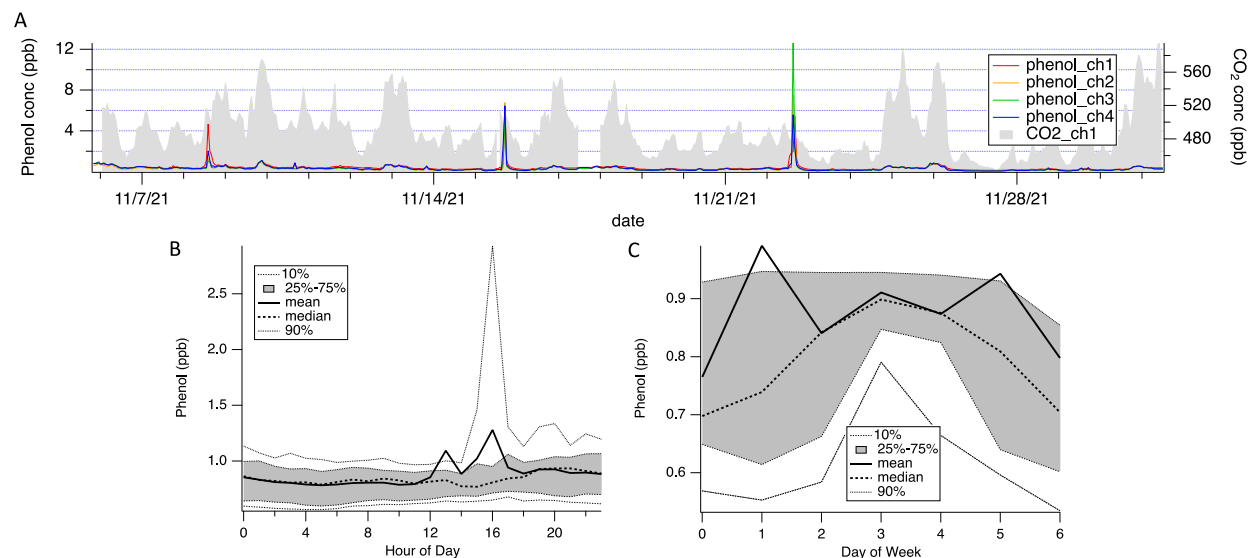 A
Phenol conc (ppb)
12
8
4
phenol_ch1
phenol_ch2
phenol_ch3
phenol_ch4
CO2_ch1
560
520
480
CO₂ conc (ppb)
11/7/21
11/14/21
11/21/21
11/28/21
date
B
Phenol (ppb)
2.5
2.0
1.5
1.0
10%
25%-75%
mean
median
90%
0
4
8
12
16
20
Hour of Day
C
Phenol (ppb)
0.9
0.8
0.7
0.6
10%
25%-75%
mean
median
90%
0
1
2
3
4
5
6
Day of Week